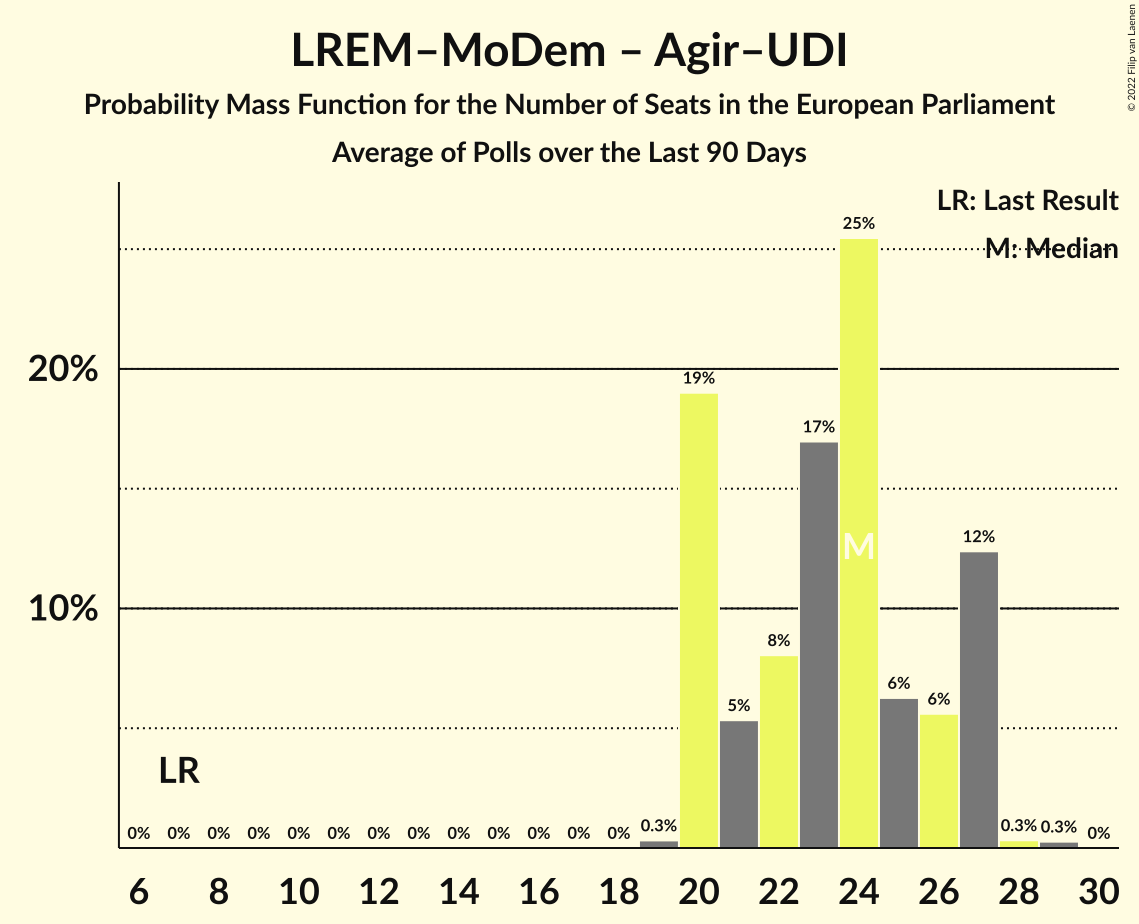 LREM–MoDem – Agir–UDI
Probability Mass Function for the Number of Seats in the European Parliament
Average of Polls over the Last 90 Days
© 2022 Filip van Laenen
LR: Last Result
M: Median
25%
20%
19%
17%
M
12%
10%
8%
6%
6%
5%
LR
0% 0% 0% 0% 0% 0% 0% 0% 0% 0% 0% 0% 0% 0.3% 0.3% 0.3% 0%
6 8 10 12 14 16 18 20 22 24 26 28 30